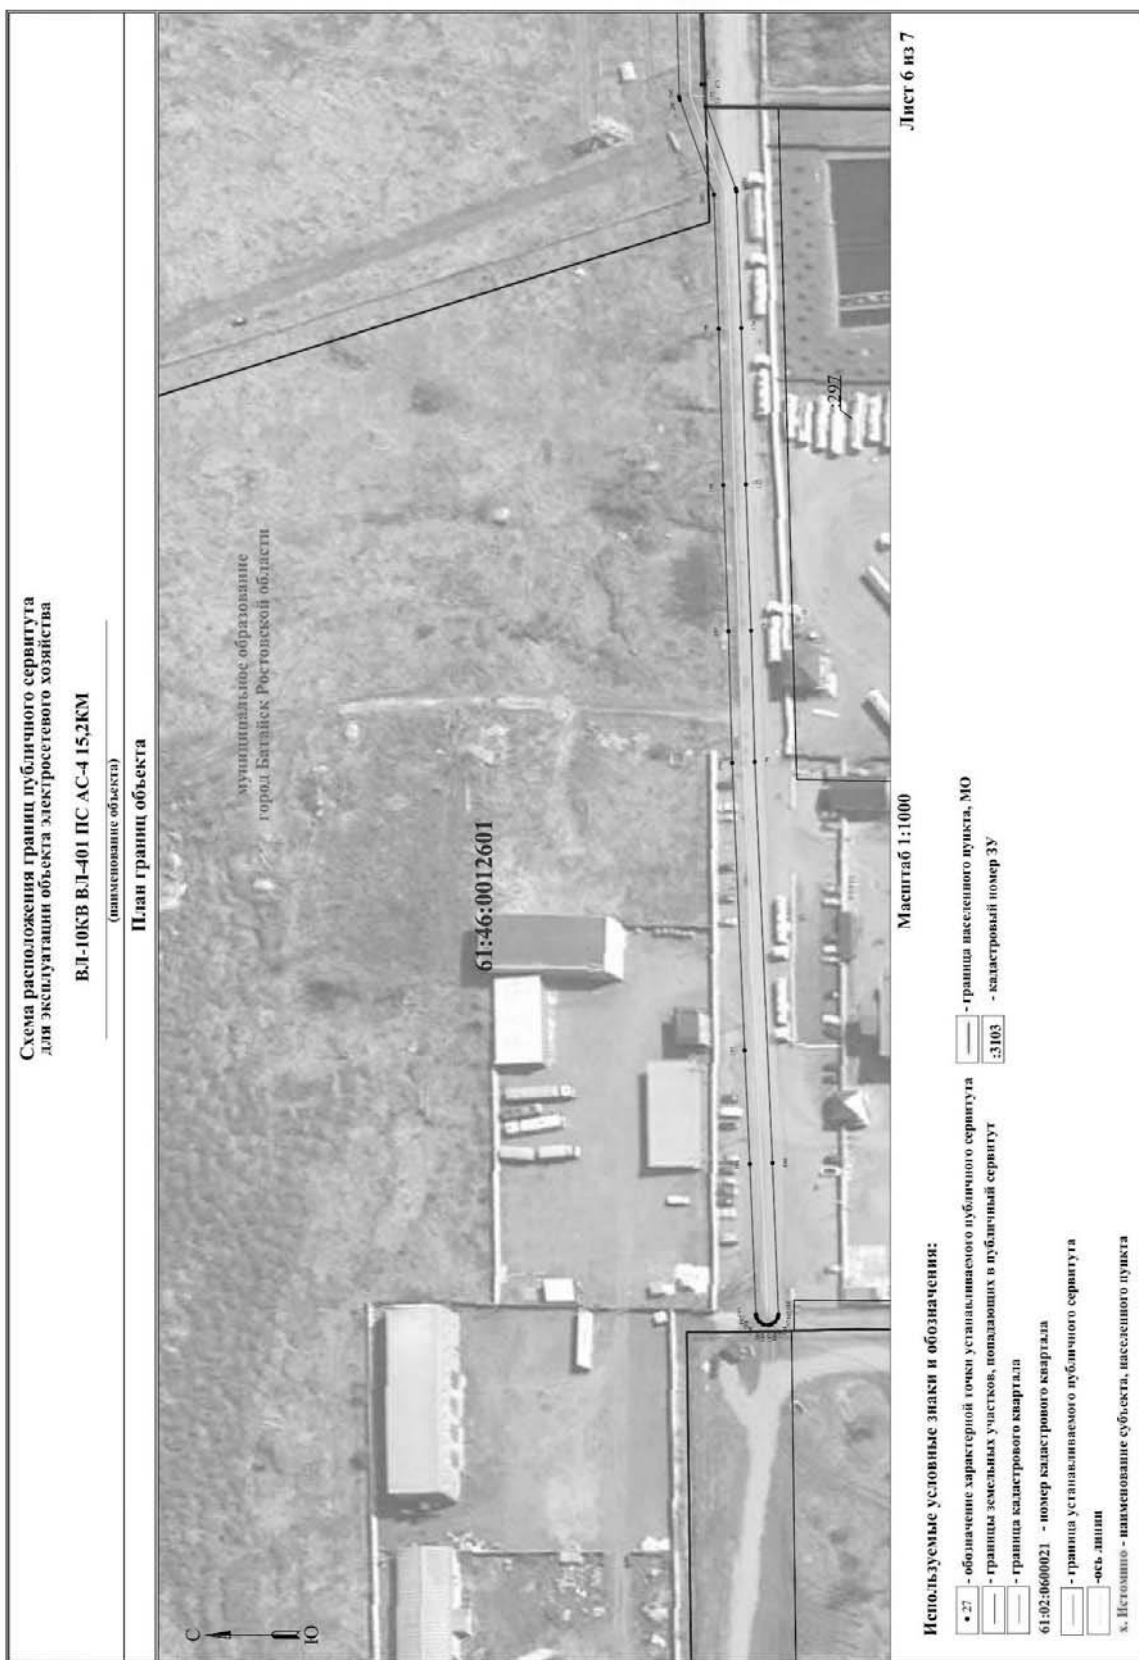 Схема расположения границ публичного сервитута
для эксплуатации объекта электросетевого хозяйства
ВЛ-10КВ ВЛ-401 ПС АС-4 15,2КМ
(наименование объекта)
План границ объекта
С
Ю
муниципальное образование
город Батайск Ростовской области
61:46:0012601
:297
Масштаб 1:1000
Лист 6 из 7
Используемые условные знаки и обозначения:
• 27 - обозначение характерной точки устанавливаемого публичного сервитута
- границы земельных участков, попадающих в публичный сервитут
- граница кадастрового квартала
61:02:0600021 - номер кадастрового квартала
- граница устанавливаемого публичного сервитута
-ось линии
х. Истомино - наименование субъекта, населенного пункта
- граница населенного пункта, МО
:3103 - кадастровый номер ЗУ